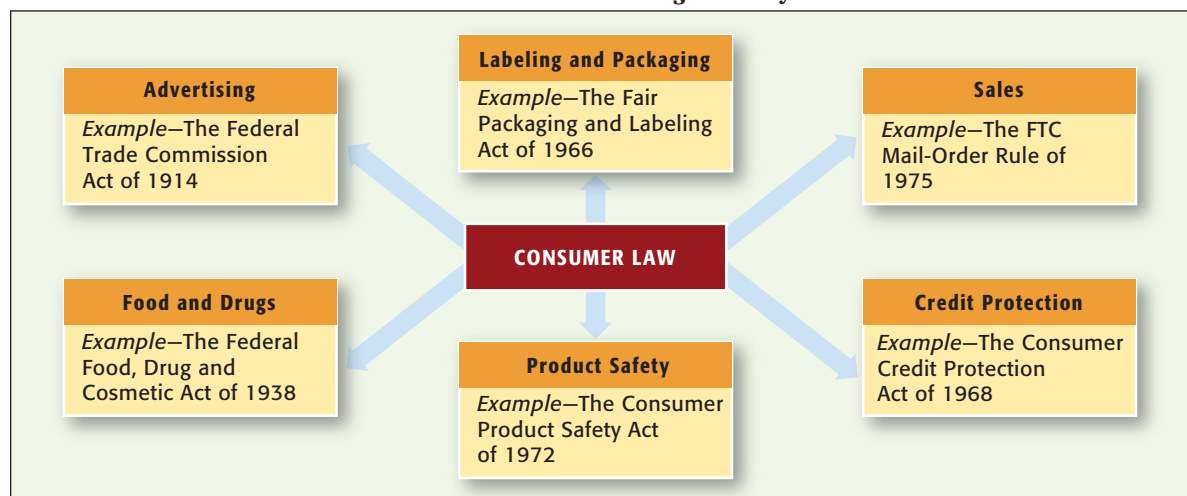 Advertising
Example—The Federal
Trade Commission
Act of 1914
Labeling and Packaging
Example—The Fair
Packaging and Labeling
Act of 1966
Sales
Example—The FTC
Mail-Order Rule of
1975
CONSUMER LAW
Food and Drugs
Example—The Federal
Food, Drug and
Cosmetic Act of 1938
Product Safety
Example—The Consumer
Product Safety Act
of 1972
Credit Protection
Example—The Consumer
Credit Protection
Act of 1968